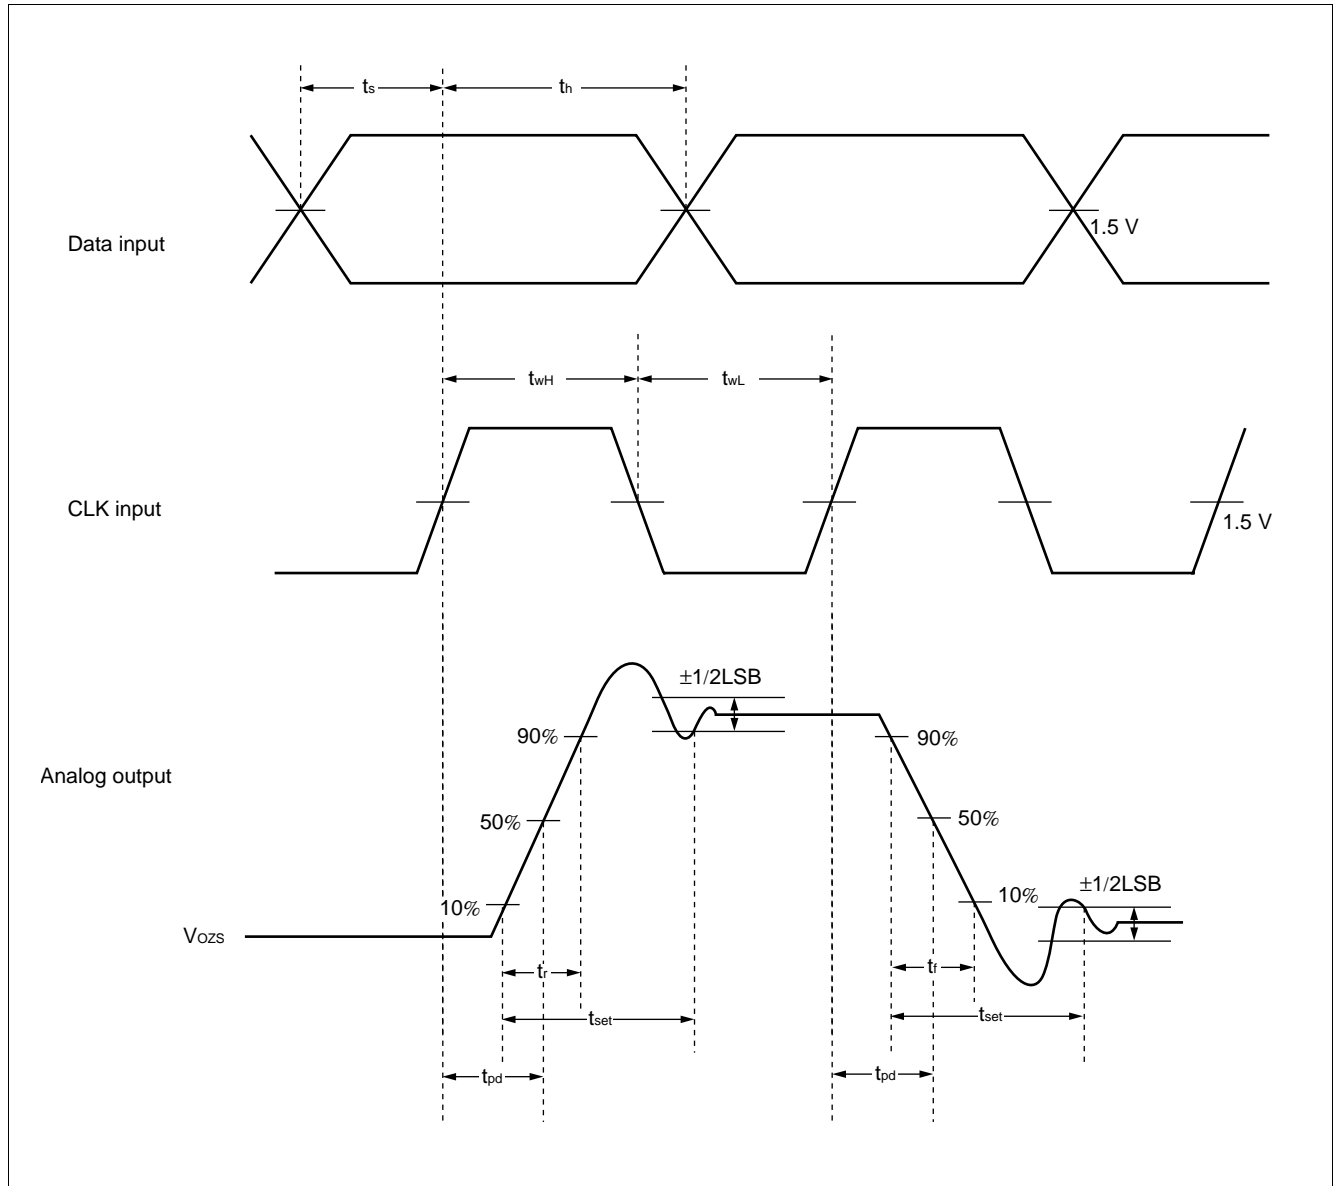 ts
th
Data input
1.5 V
twH
twL
CLK input
1.5 V
±1/2LSB
90%
90%
Analog output
50%
50%
±1/2LSB
10%
10%
VOZS
tr
tf
tset
tset
tpd
tpd